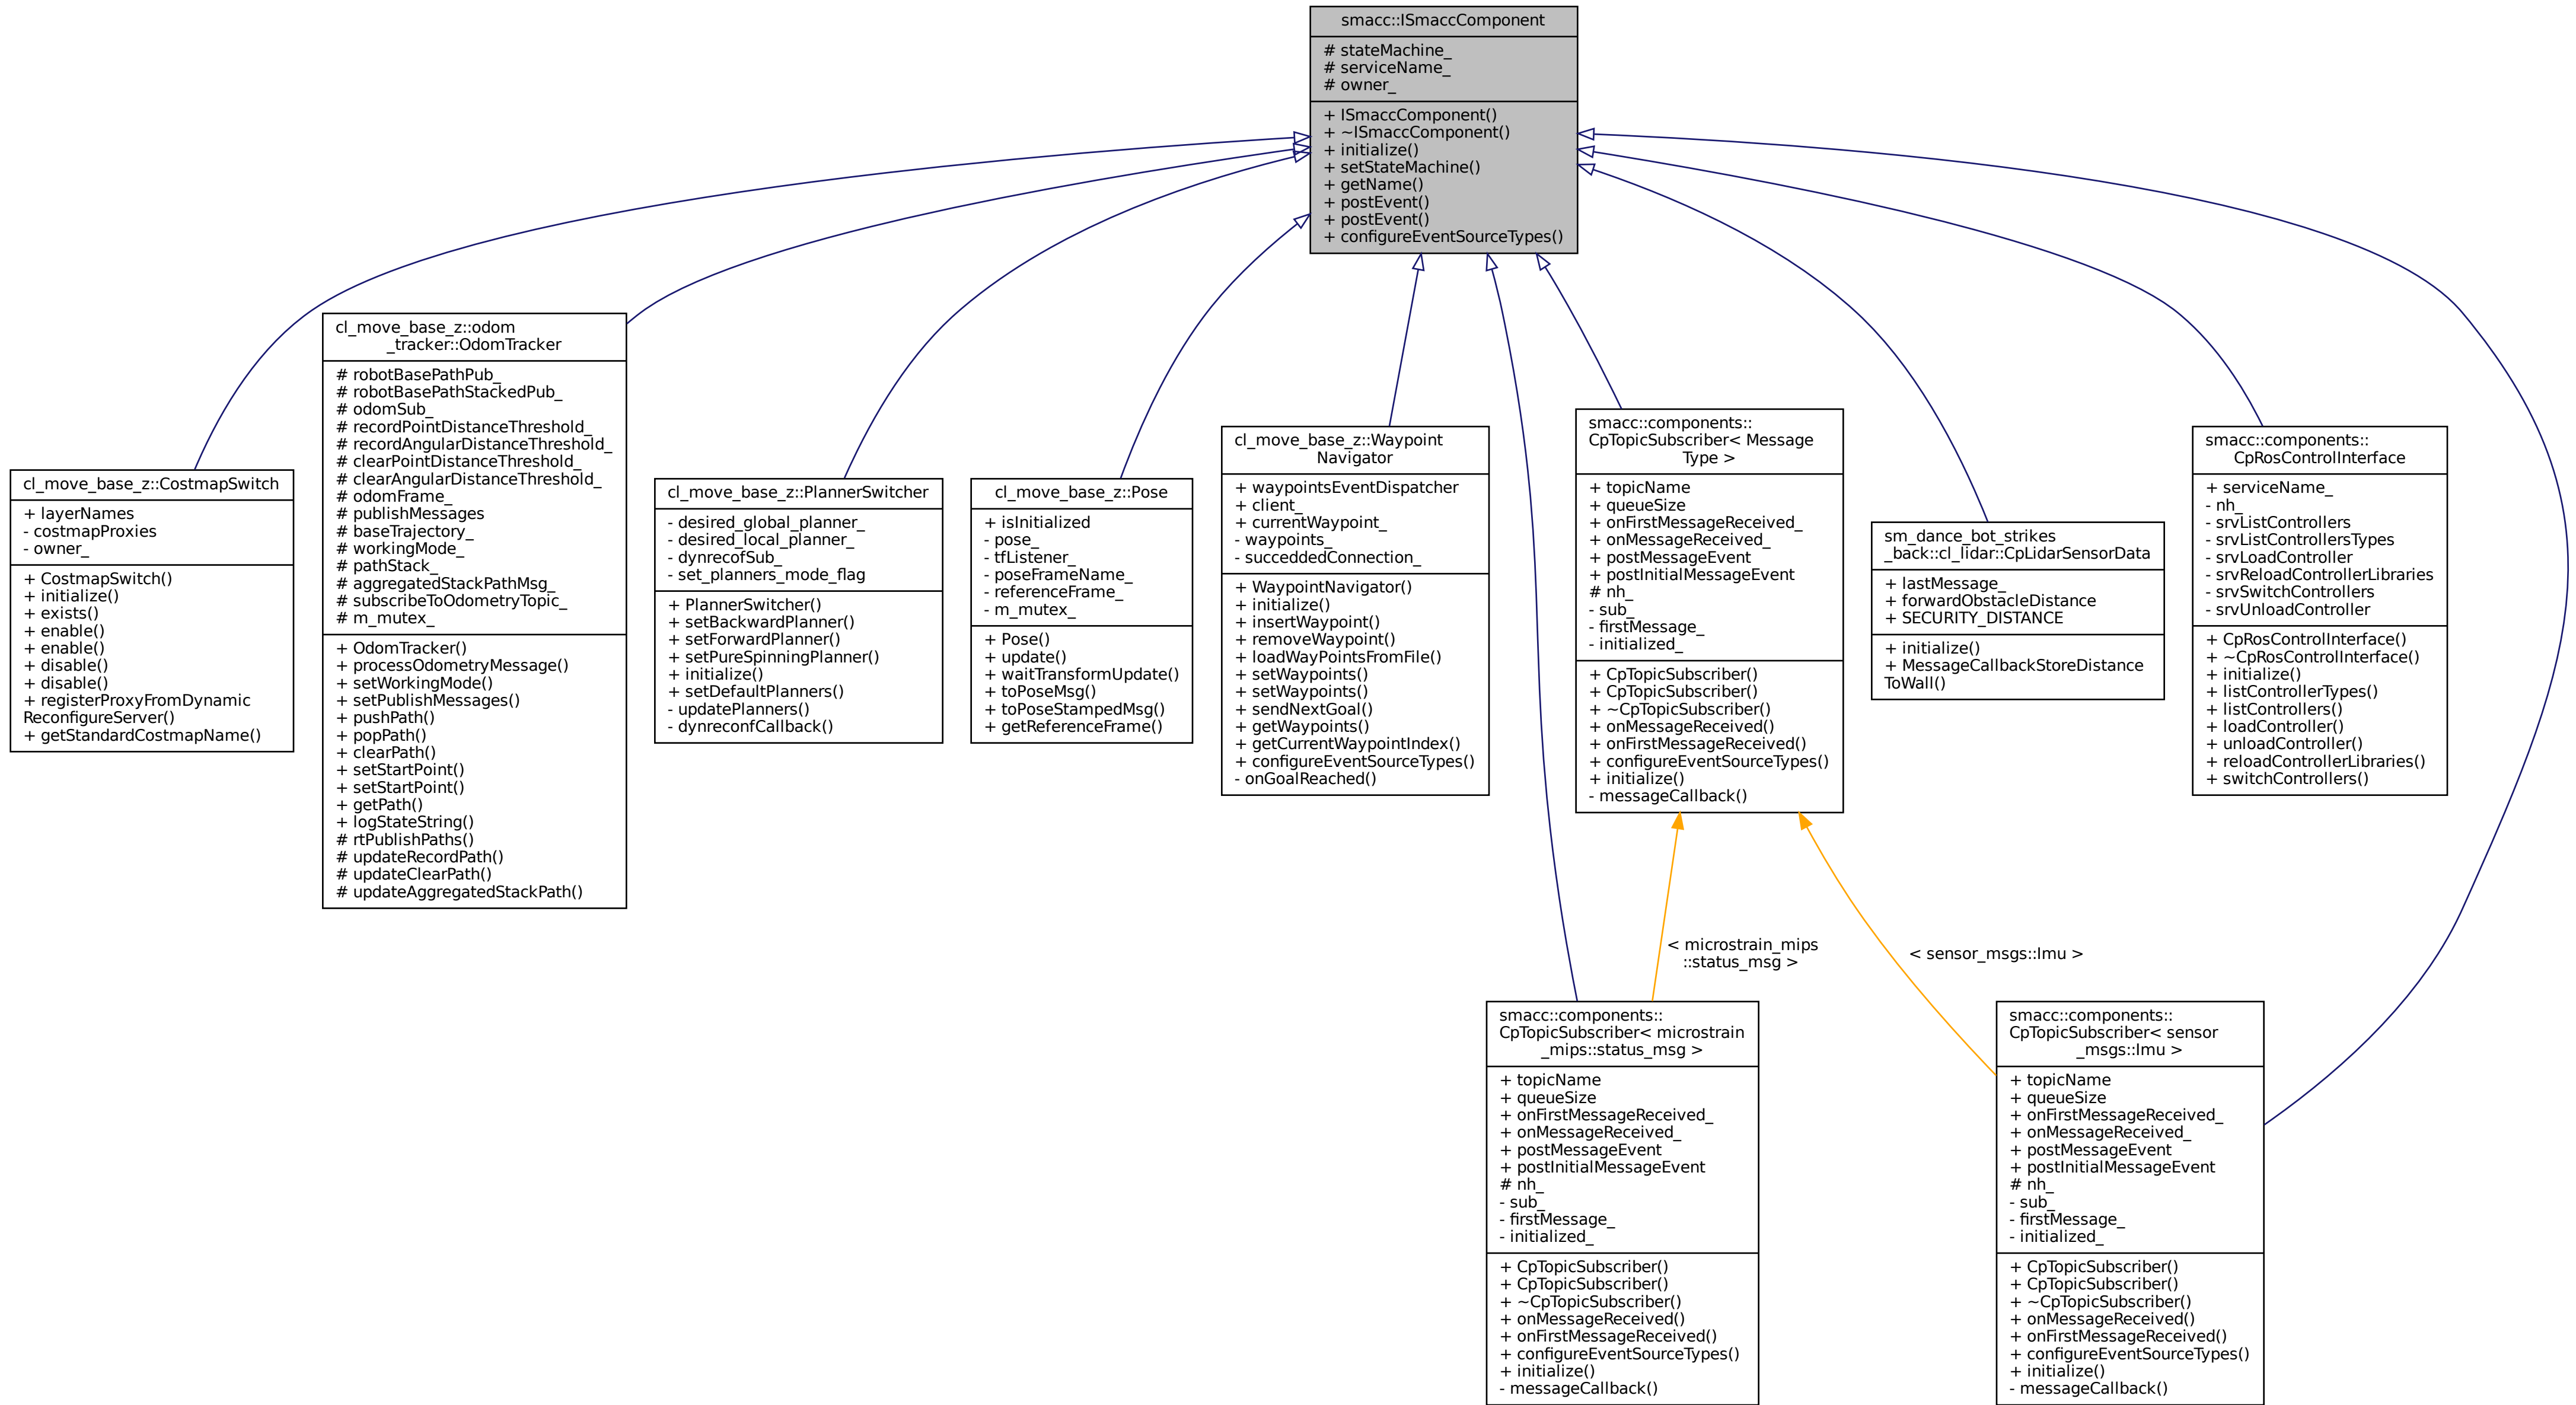 smacc::ISmaccComponent
# stateMachine_
# serviceName_
# owner_
+ ISmaccComponent()
+ ~ISmaccComponent()
+ initialize()
+ setStateMachine()
+ getName()
+ postEvent()
+ postEvent()
+ configureEventSourceTypes()
cl_move_base_z::CostmapSwitch
+ layerNames
- costmapProxies
- owner_
+ CostmapSwitch()
+ initialize()
+ exists()
+ enable()
+ enable()
+ disable()
+ disable()
+ registerProxyFromDynamic
ReconfigureServer()
+ getStandardCostmapName()
cl_move_base_z::odom
_tracker::OdomTracker
# robotBasePathPub_
# robotBasePathStackedPub_
# odomSub_
# recordPointDistanceThreshold_
# recordAngularDistanceThreshold_
# clearPointDistanceThreshold_
# clearAngularDistanceThreshold_
# odomFrame_
# publishMessages
# baseTrajectory_
# workingMode_
# pathStack_
# aggregatedStackPathMsg_
# subscribeToOdometryTopic_
# m_mutex_
+ OdomTracker()
+ processOdometryMessage()
+ setWorkingMode()
+ setPublishMessages()
+ pushPath()
+ popPath()
+ clearPath()
+ setStartPoint()
+ setStartPoint()
+ getPath()
+ logStateString()
# rtPublishPaths()
# updateRecordPath()
# updateClearPath()
# updateAggregatedStackPath()
cl_move_base_z::PlannerSwitcher
- desired_global_planner_
- desired_local_planner_
- dynrecofSub_
- set_planners_mode_flag
+ PlannerSwitcher()
+ setBackwardPlanner()
+ setForwardPlanner()
+ setPureSpinningPlanner()
+ initialize()
+ setDefaultPlanners()
- updatePlanners()
- dynreconfCallback()
cl_move_base_z::Pose
+ isInitialized
- pose_
- tfListener_
- poseFrameName_
- referenceFrame_
- m_mutex_
+ Pose()
+ update()
+ waitTransformUpdate()
+ toPoseMsg()
+ toPoseStampedMsg()
+ getReferenceFrame()
cl_move_base_z::Waypoint
Navigator
+ waypointsEventDispatcher
+ client_
+ currentWaypoint_
- waypoints_
- succeddedConnection_
+ WaypointNavigator()
+ initialize()
+ insertWaypoint()
+ removeWaypoint()
+ loadWayPointsFromFile()
+ setWaypoints()
+ setWaypoints()
+ sendNextGoal()
+ getWaypoints()
+ getCurrentWaypointIndex()
+ configureEventSourceTypes()
- onGoalReached()
smacc::components::
CpTopicSubscriber< Message
Type >
+ topicName
+ queueSize
+ onFirstMessageReceived_
+ onMessageReceived_
+ postMessageEvent
+ postInitialMessageEvent
# nh_
- sub_
- firstMessage_
- initialized_
+ CpTopicSubscriber()
+ CpTopicSubscriber()
+ ~CpTopicSubscriber()
+ onMessageReceived()
+ onFirstMessageReceived()
+ configureEventSourceTypes()
+ initialize()
- messageCallback()
sm_dance_bot_strikes
_back::cl_lidar::CpLidarSensorData
+ lastMessage_
+ forwardObstacleDistance
+ SECURITY_DISTANCE
+ initialize()
+ MessageCallbackStoreDistance
ToWall()
smacc::components::
CpRosControlInterface
+ serviceName_
- nh_
- srvListControllers
- srvListControllersTypes
- srvLoadController
- srvReloadControllerLibraries
- srvSwitchControllers
- srvUnloadController
+ CpRosControlInterface()
+ ~CpRosControlInterface()
+ initialize()
+ listControllerTypes()
+ listControllers()
+ loadController()
+ unloadController()
+ reloadControllerLibraries()
+ switchControllers()
< microstrain_mips
::status_msg >
< sensor_msgs::Imu >
smacc::components::
CpTopicSubscriber< microstrain
_mips::status_msg >
+ topicName
+ queueSize
+ onFirstMessageReceived_
+ onMessageReceived_
+ postMessageEvent
+ postInitialMessageEvent
# nh_
- sub_
- firstMessage_
- initialized_
+ CpTopicSubscriber()
+ CpTopicSubscriber()
+ ~CpTopicSubscriber()
+ onMessageReceived()
+ onFirstMessageReceived()
+ configureEventSourceTypes()
+ initialize()
- messageCallback()
smacc::components::
CpTopicSubscriber< sensor
_msgs::Imu >
+ topicName
+ queueSize
+ onFirstMessageReceived_
+ onMessageReceived_
+ postMessageEvent
+ postInitialMessageEvent
# nh_
- sub_
- firstMessage_
- initialized_
+ CpTopicSubscriber()
+ CpTopicSubscriber()
+ ~CpTopicSubscriber()
+ onMessageReceived()
+ onFirstMessageReceived()
+ configureEventSourceTypes()
+ initialize()
- messageCallback()